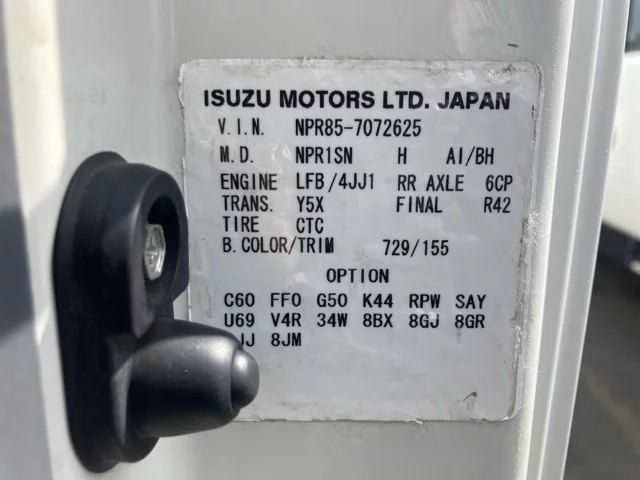 ISUZU MOTORS LTD. JAPAN
V.I.N. NPR85-7072625
M.D. NPR1SN H AI/BH
ENGINE LFB/4JJ1 RR AXLE 6CP
TRANS. Y5X FINAL R42
TIRE CTC
B.COLOR/TRIM 729/155
OPTION
C60 FF0 G50 K44 RPW SAY
U69 V4R 34W 8BX 8GJ 8GR
8JM